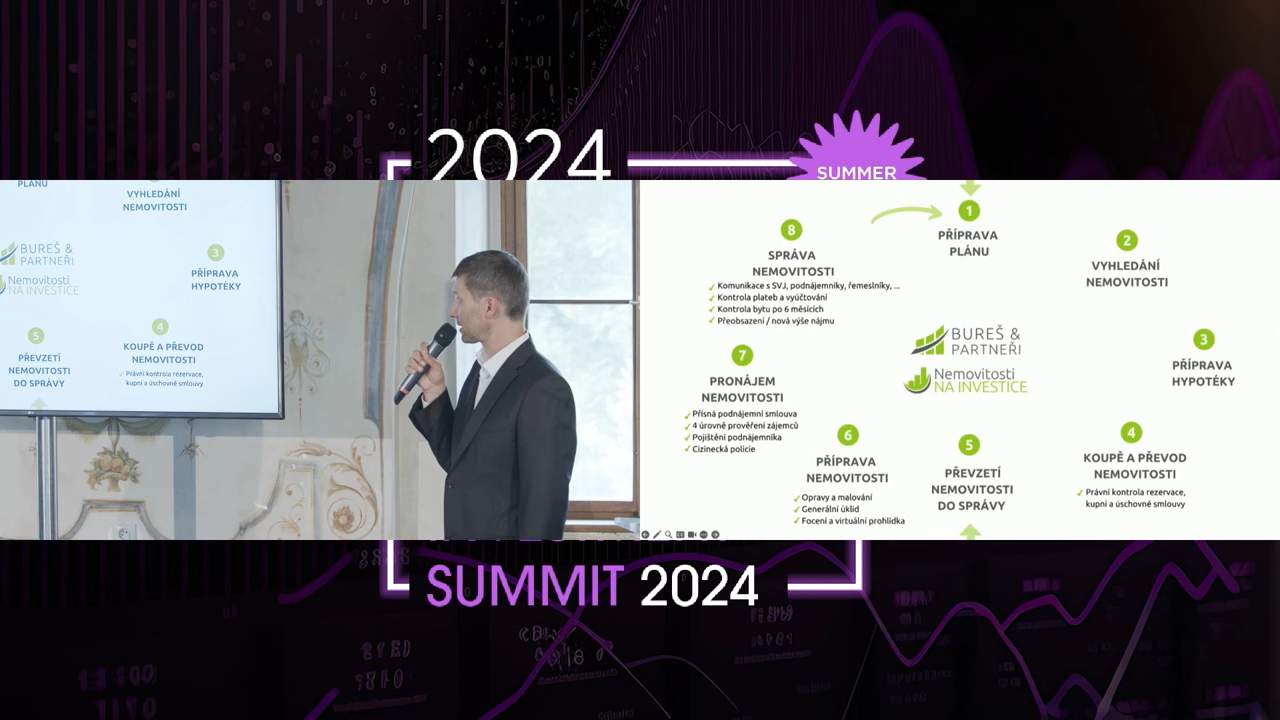 2024
SUMMER
PLÁNU
VYHLEDÁNÍ
NEMOVITOSTI
BUREŠ &
PARTNEŘI
Nemovitosti
NA INVESTICE
3
PŘÍPRAVA
HYPOTÉKY
5
PŘEVZETÍ
NEMOVITOSTI
DO SPRÁVY
4
KOUPĚ A PŘEVOD
NEMOVITOSTI
✓ Právní kontrola rezervace,
kupní a úschovné smlouvy
1
PŘÍPRAVA
PLÁNU
2
VYHLEDÁNÍ
NEMOVITOSTI
3
PŘÍPRAVA
HYPOTÉKY
4
KOUPĚ A PŘEVOD
NEMOVITOSTI
✓ Právní kontrola rezervace,
kupní a úschovné smlouvy
5
PŘEVZETÍ
NEMOVITOSTI
DO SPRÁVY
6
PŘÍPRAVA
NEMOVITOSTI
✓ Opravy a malování
✓ Generální úklid
✓ Focení a virtuální prohlídka
7
PRONÁJEM
NEMOVITOSTI
✓ Přísná podnájemní smlouva
✓ 4 úrovně prověření zájemců
✓ Pojištění podnájemníka
✓ Cizinecká policie
8
SPRÁVA
NEMOVITOSTI
✓ Komunikace s SVJ, podnájemníky, řemeslníky, ...
✓ Kontrola plateb a vyúčtování
✓ Kontrola bytu po 6 měsících
✓ Přeobsazení / nová výše nájmu
BUREŠ &
PARTNEŘI
Nemovitosti
NA INVESTICE
SUMMIT 2024